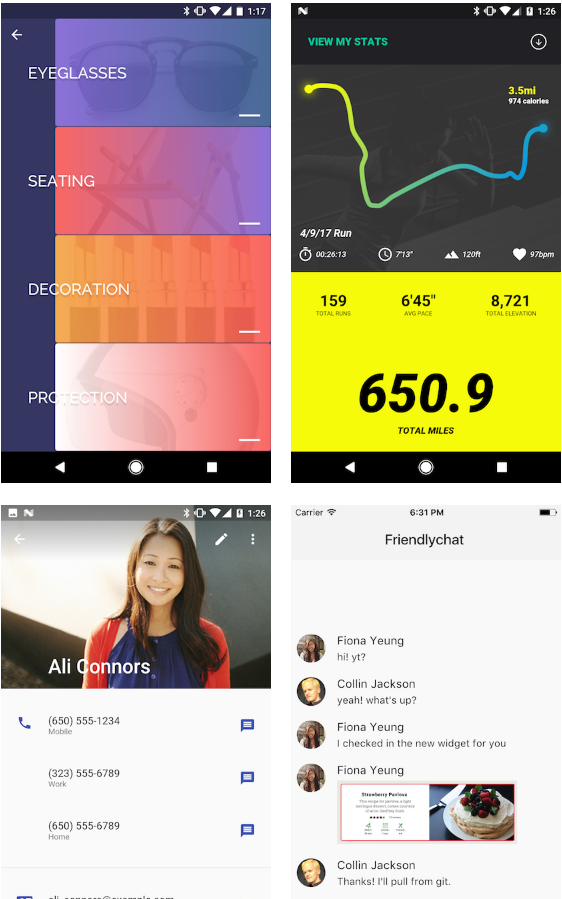 1:17
EYEGLASSES
SEATING
DECORATION
PROTECTION
1:26
VIEW MY STATS
3.5mi
974 calories
4/9/17 Run
00:26:13
7'13"
120ft
97bpm
159
6'45"
8,721
TOTAL RUNS
AVG PACE
TOTAL ELEVATION
650.9
TOTAL MILES
1:26
Ali Connors
(650) 555-1234
Mobile
(323) 555-6789
Work
(650) 555-6789
Home
Carrier
6:31 PM
Friendlychat
Fiona Yeung
hi! yt?
Collin Jackson
yeah! what's up?
Fiona Yeung
I checked in the new widget for you
Fiona Yeung
Strawberry Pavlova
Collin Jackson
Thanks! I'll pull from git.